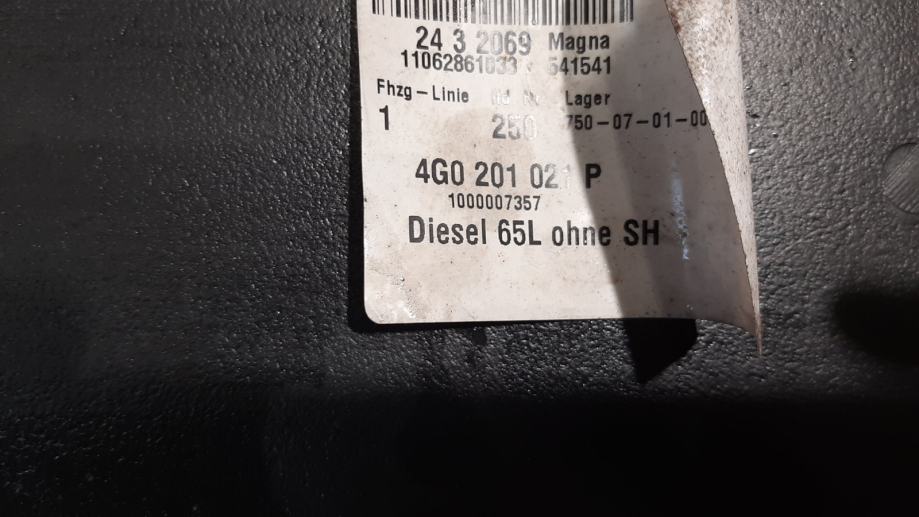 24 3 2069 Magna
11062861033 541541
Fhzg-Linie Lager
1 250 750-07-01-00
4G0 201 021 P
1000007357
Diesel 65L ohne SH